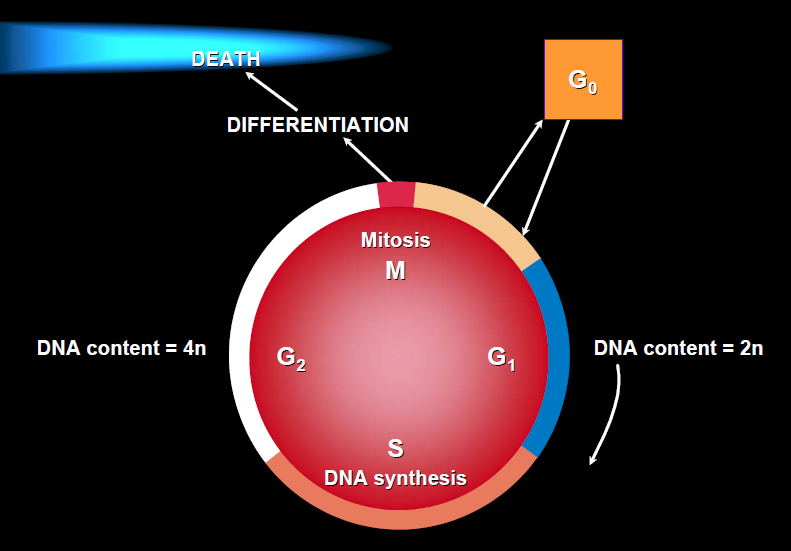 DEATH
G₀
DIFFERENTIATION
Mitosis
M
DNA content = 4n
G₂
G₁
DNA content = 2n
S
DNA synthesis